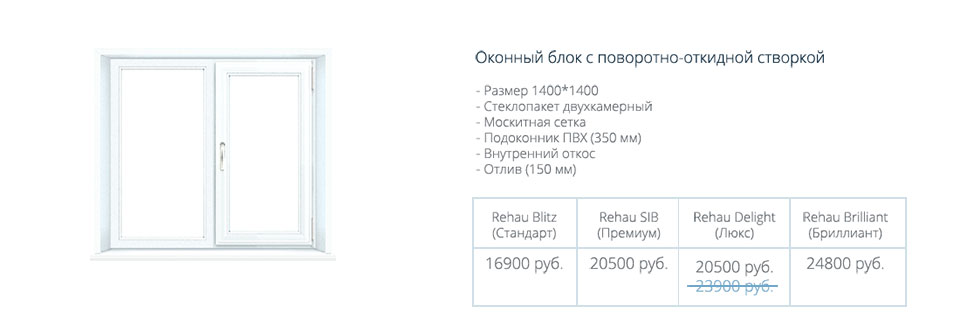 Оконный блок с поворотно-откидной створкой
- Размер 1400*1400
- Стеклопакет двухкамерный
- Москитная сетка
- Подоконник ПВХ (350 мм)
- Внутренний откос
- Отлив (150 мм)
Rehau Blitz
(Стандарт)
Rehau SIB
(Премиум)
Rehau Delight
(Люкс)
Rehau Brilliant
(Бриллиант)
16900 руб.
20500 руб.
20500 руб.
23900 руб.
24800 руб.